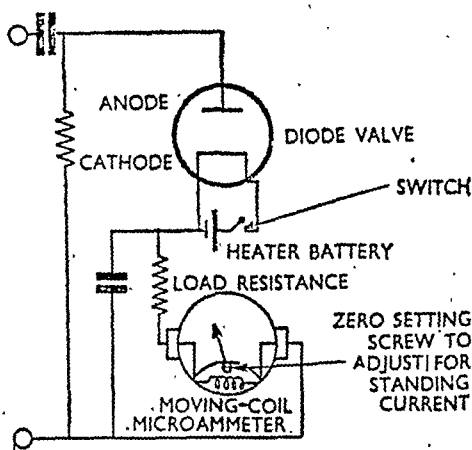 ANODE
DIODE VALVE
CATHODE
SWITCH
HEATER BATTERY
LOAD RESISTANCE
ZERO SETTING
SCREW TO
ADJUST FOR
STANDING
CURRENT
MOVING-COIL
MICROAMMETER